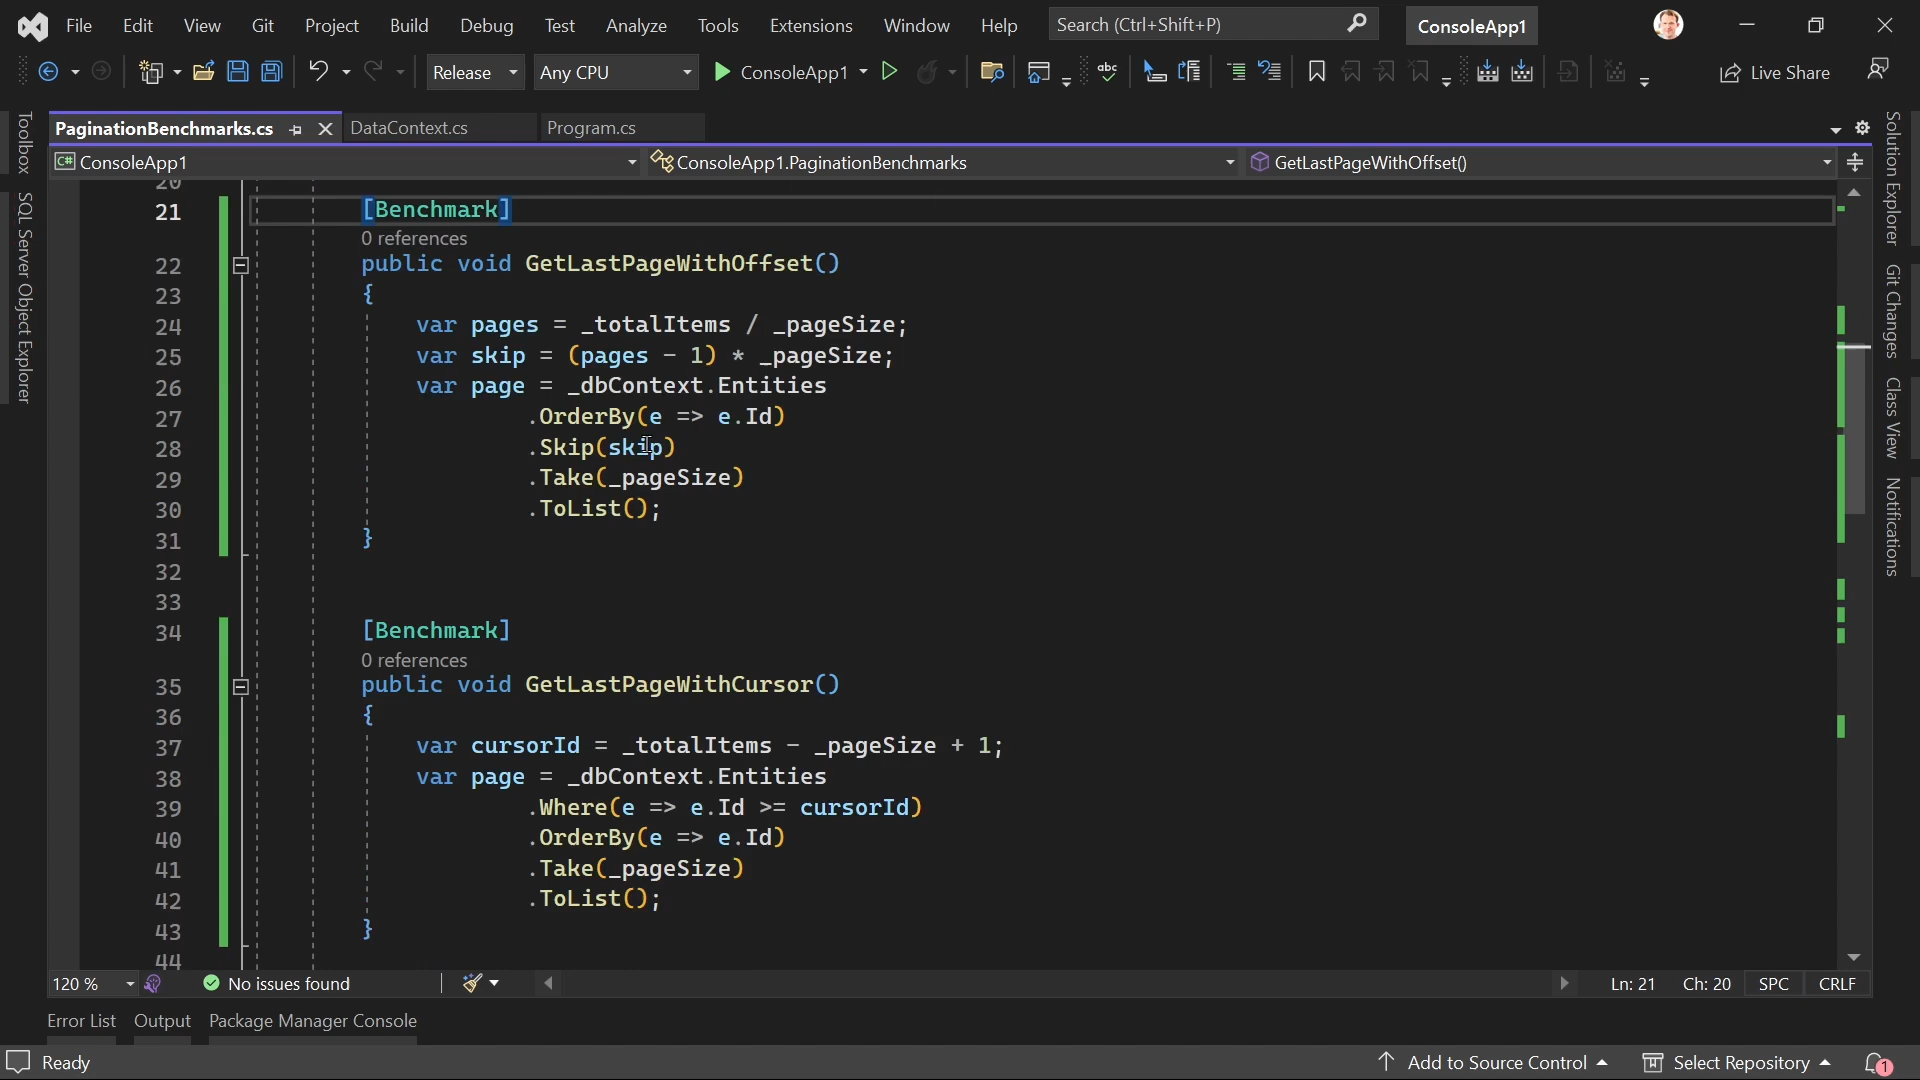 File Edit View Git Project Build Debug Test Analyze Tools Extensions Window Help Search (Ctrl+Shift+P) ConsoleApp1
Release Any CPU ConsoleApp1 abc Live Share
PaginationBenchmarks.cs DataContext.cs Program.cs
C# ConsoleApp1 ConsoleApp1.PaginationBenchmarks GetLastPageWithOffset()
Toolbox
SQL Server Object Explorer
20
21 [Benchmark]
0 references
22 public void GetLastPageWithOffset()
23 {
24 var pages = _totalItems / _pageSize;
25 var skip = (pages - 1) * _pageSize;
26 var page = _dbContext.Entities
27 .OrderBy(e => e.Id)
28 .Skip(skip)
29 .Take(_pageSize)
30 .ToList();
31 }
32
33
34 [Benchmark]
0 references
35 public void GetLastPageWithCursor()
36 {
37 var cursorId = _totalItems - _pageSize + 1;
38 var page = _dbContext.Entities
39 .Where(e => e.Id >= cursorId)
40 .OrderBy(e => e.Id)
41 .Take(_pageSize)
42 .ToList();
43 }
44
Solution Explorer
Git Changes
Class View
Notifications
120 % No issues found Ln: 21 Ch: 20 SPC CRLF
Error List Output Package Manager Console
Ready Add to Source Control Select Repository 1